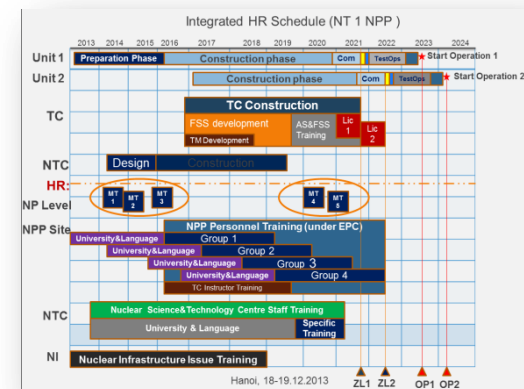 Integrated HR Schedule (NT 1 NPP )
2013 2014 2015 2016 2017 2018 2019 2020 2021 2022 2023 2024
Unit 1 Preparation Phase Construction phase Com TestOps Start Operation 1
Unit 2 Construction phase Com TestOps Start Operation 2
TC Construction
TC
FSS development
AS&FSS
Training
Lic
1
Lic
2
TM Development
NTC Design Construction
HR:
NP Level
MT
1
MT
2
MT
3
MT
4
MT
5
NPP Site NPP Personnel Training (under EPC)
University&Language Group 1
University&Language Group 2
University&Language Group 3
University&Language Group 4
TC Instructor Training
NTC
Nuclear Science&Technology Centre Staff Training
University & Language
Specific
Training
NI Nuclear Infrastructure Issue Training
Hanoi, 18-19.12.2013
ZL1 ZL2 OP1 OP2